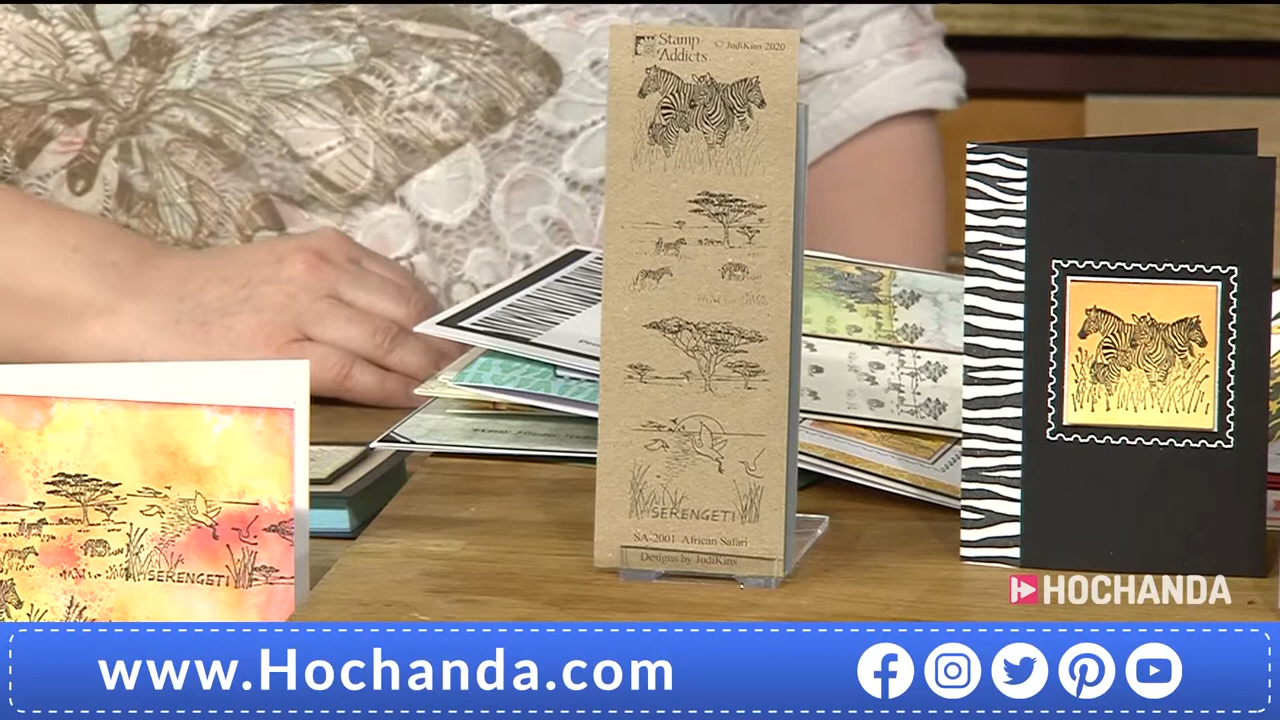 Stamp
Addicts
© JudiKins 2020
SERENGETI
SA-2001 African Safari
Designs by JudiKins
SERENGETI
HOCHANDA
www.Hochanda.com